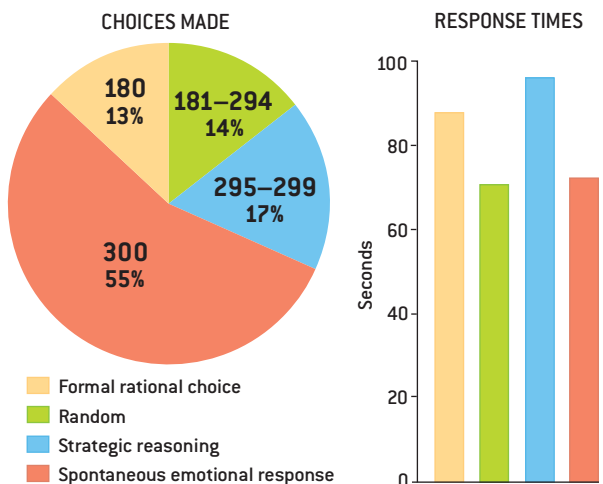 CHOICES MADE
180
13%
181–294
14%
295–299
17%
300
55%
Formal rational choice
Random
Strategic reasoning
Spontaneous emotional response
RESPONSE TIMES
100
80
60
40
20
0
Seconds